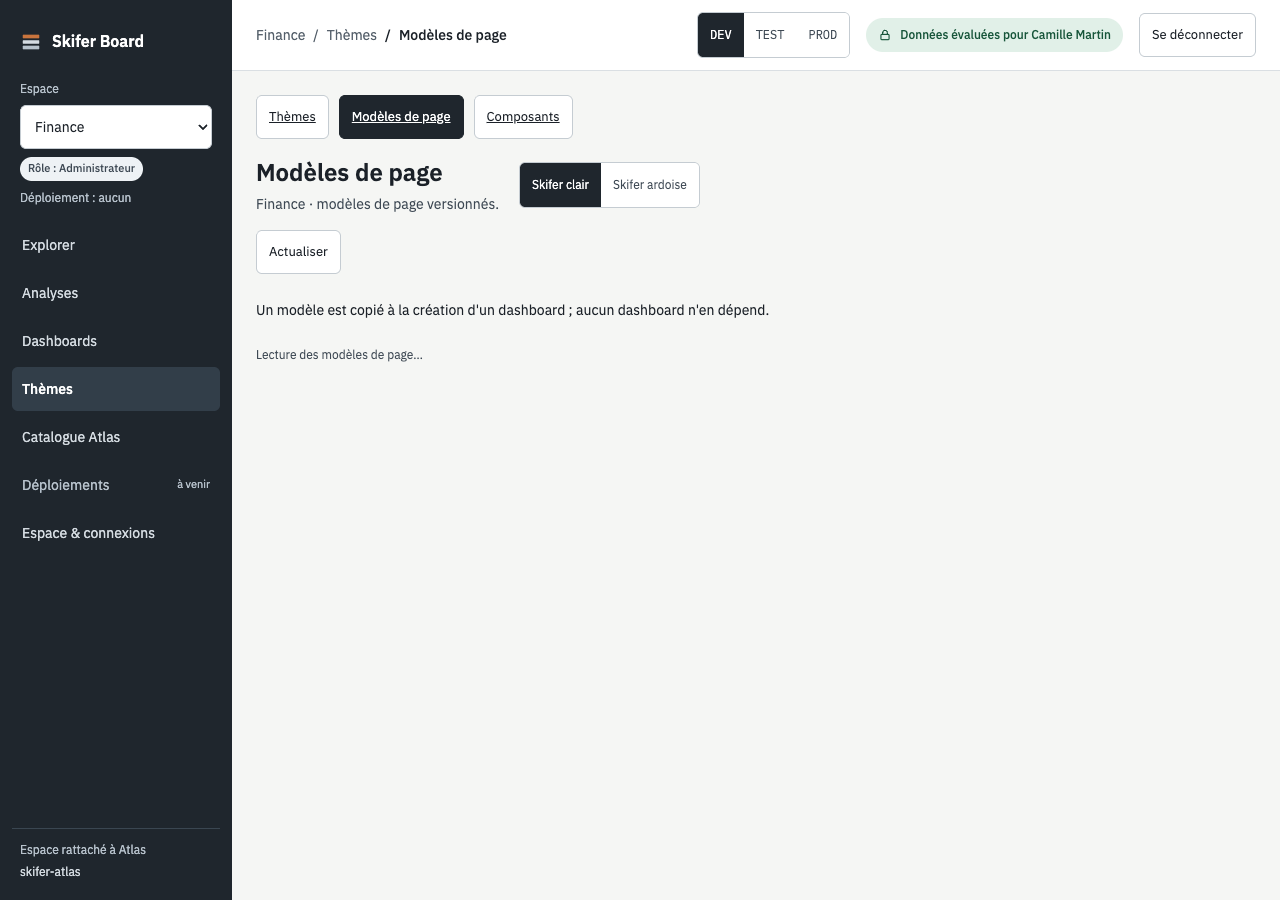 Skifer Board
Espace
Finance
Rôle : Administrateur
Déploiement : aucun
Explorer
Analyses
Dashboards
Thèmes
Catalogue Atlas
Déploiements à venir
Espace & connexions
Espace rattaché à Atlas
skifer-atlas
Finance / Thèmes / Modèles de page
DEV TEST PROD
Données évaluées pour Camille Martin
Se déconnecter
Thèmes Modèles de page Composants
Modèles de page
Finance · modèles de page versionnés.
Skifer clair Skifer ardoise
Actualiser
Un modèle est copié à la création d'un dashboard ; aucun dashboard n'en dépend.
Lecture des modèles de page…